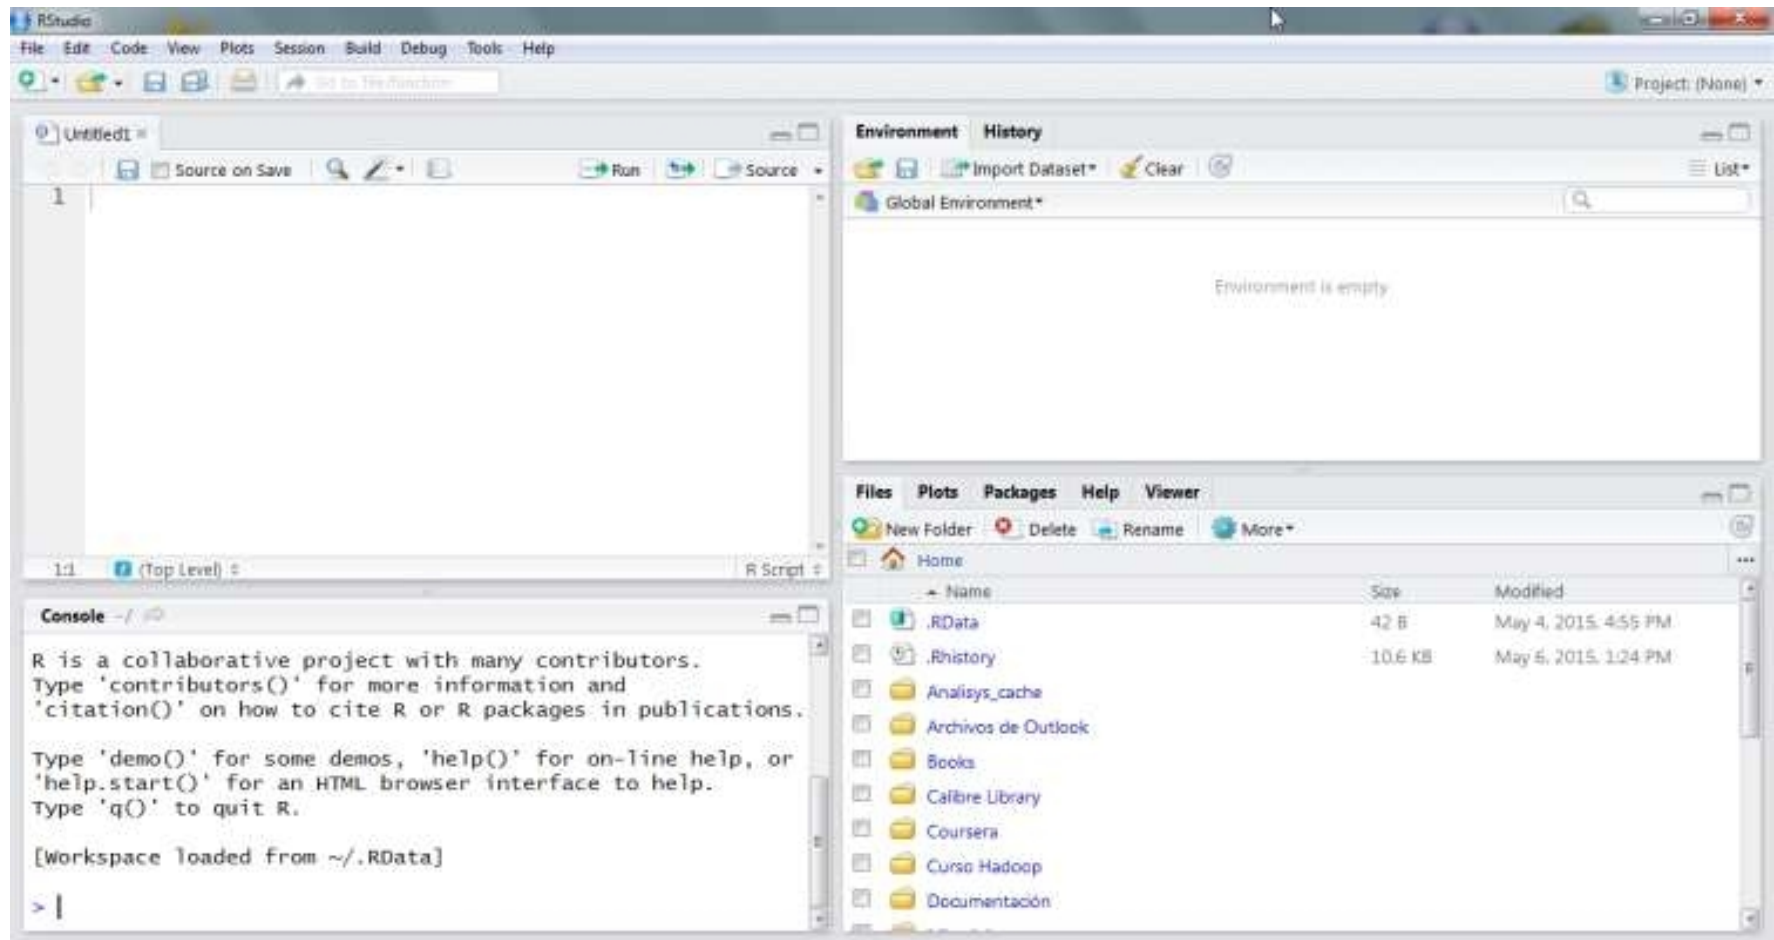 RStudio
File Edit Code View Plots Session Build Debug Tools Help
Go to file/function
Project: (None)
Untitled1
Source on Save Run Source
1
1:1 (Top Level) R Script
Console ~/
R is a collaborative project with many contributors.
Type 'contributors()' for more information and
'citation()' on how to cite R or R packages in publications.
Type 'demo()' for some demos, 'help()' for on-line help, or
'help.start()' for an HTML browser interface to help.
Type 'q()' to quit R.
[Workspace loaded from ~/.RData]
>
Environment History
Import Dataset Clear List
Global Environment
Environment is empty
Files Plots Packages Help Viewer
New Folder Delete Rename More
Home
Name Size Modified
.RData 42 B May 4, 2015, 4:55 PM
.Rhistory 10.6 KB May 6, 2015, 1:24 PM
Analisys_cache
Archivos de Outlook
Books
Calibre Library
Coursera
Curso Hadoop
Documentación